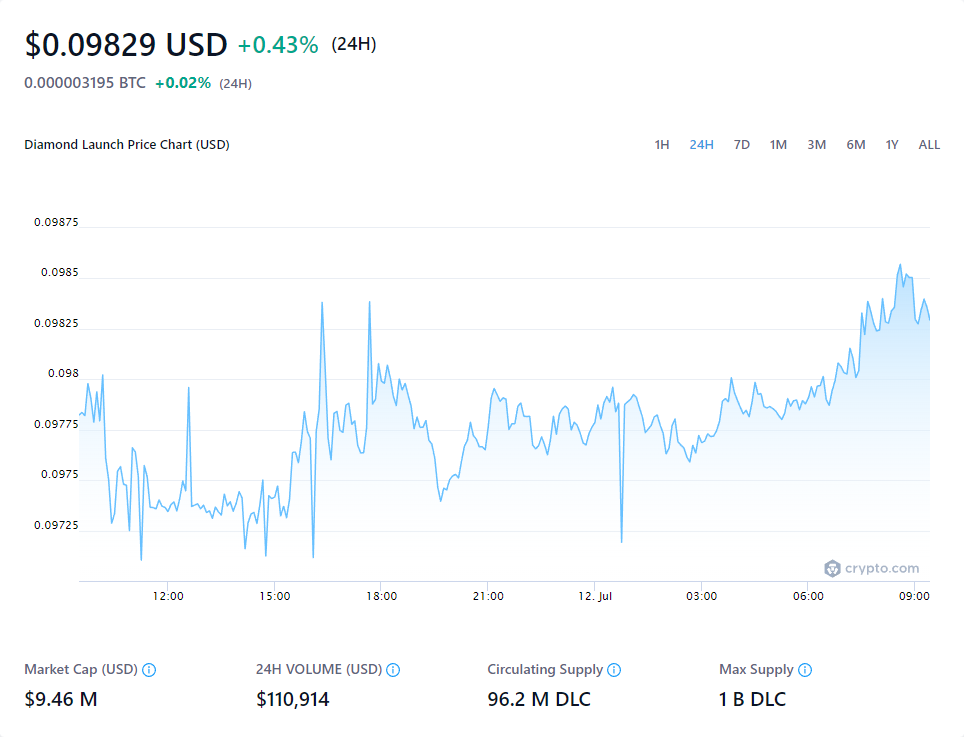 $0.09829 USD +0.43% (24H)
0.000003195 BTC +0.02% (24H)
Diamond Launch Price Chart (USD) 1H 24H 7D 1M 3M 6M 1Y ALL
0.09875
0.0985
0.09825
0.098
0.09775
0.0975
0.09725
crypto.com
12:00 15:00 18:00 21:00 12. Jul 03:00 06:00 09:00
Market Cap (USD) 24H VOLUME (USD) Circulating Supply Max Supply
$9.46 M $110,914 96.2 M DLC 1 B DLC